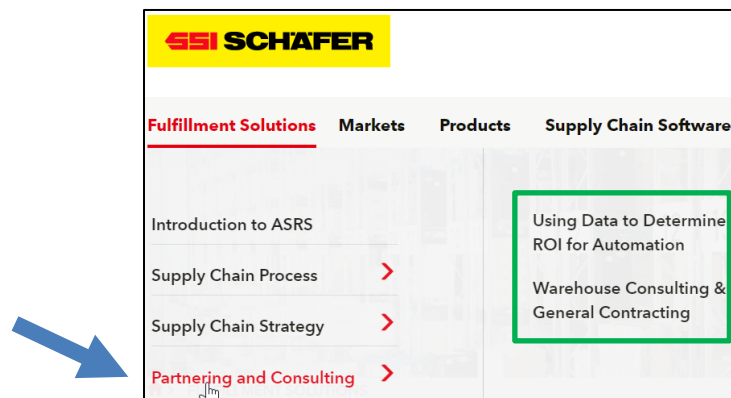 SSI SCHÄFER
Fulfillment Solutions Markets Products Supply Chain Software
Introduction to ASRS
Supply Chain Process
Supply Chain Strategy
Partnering and Consulting
Using Data to Determine
ROI for Automation
Warehouse Consulting &
General Contracting